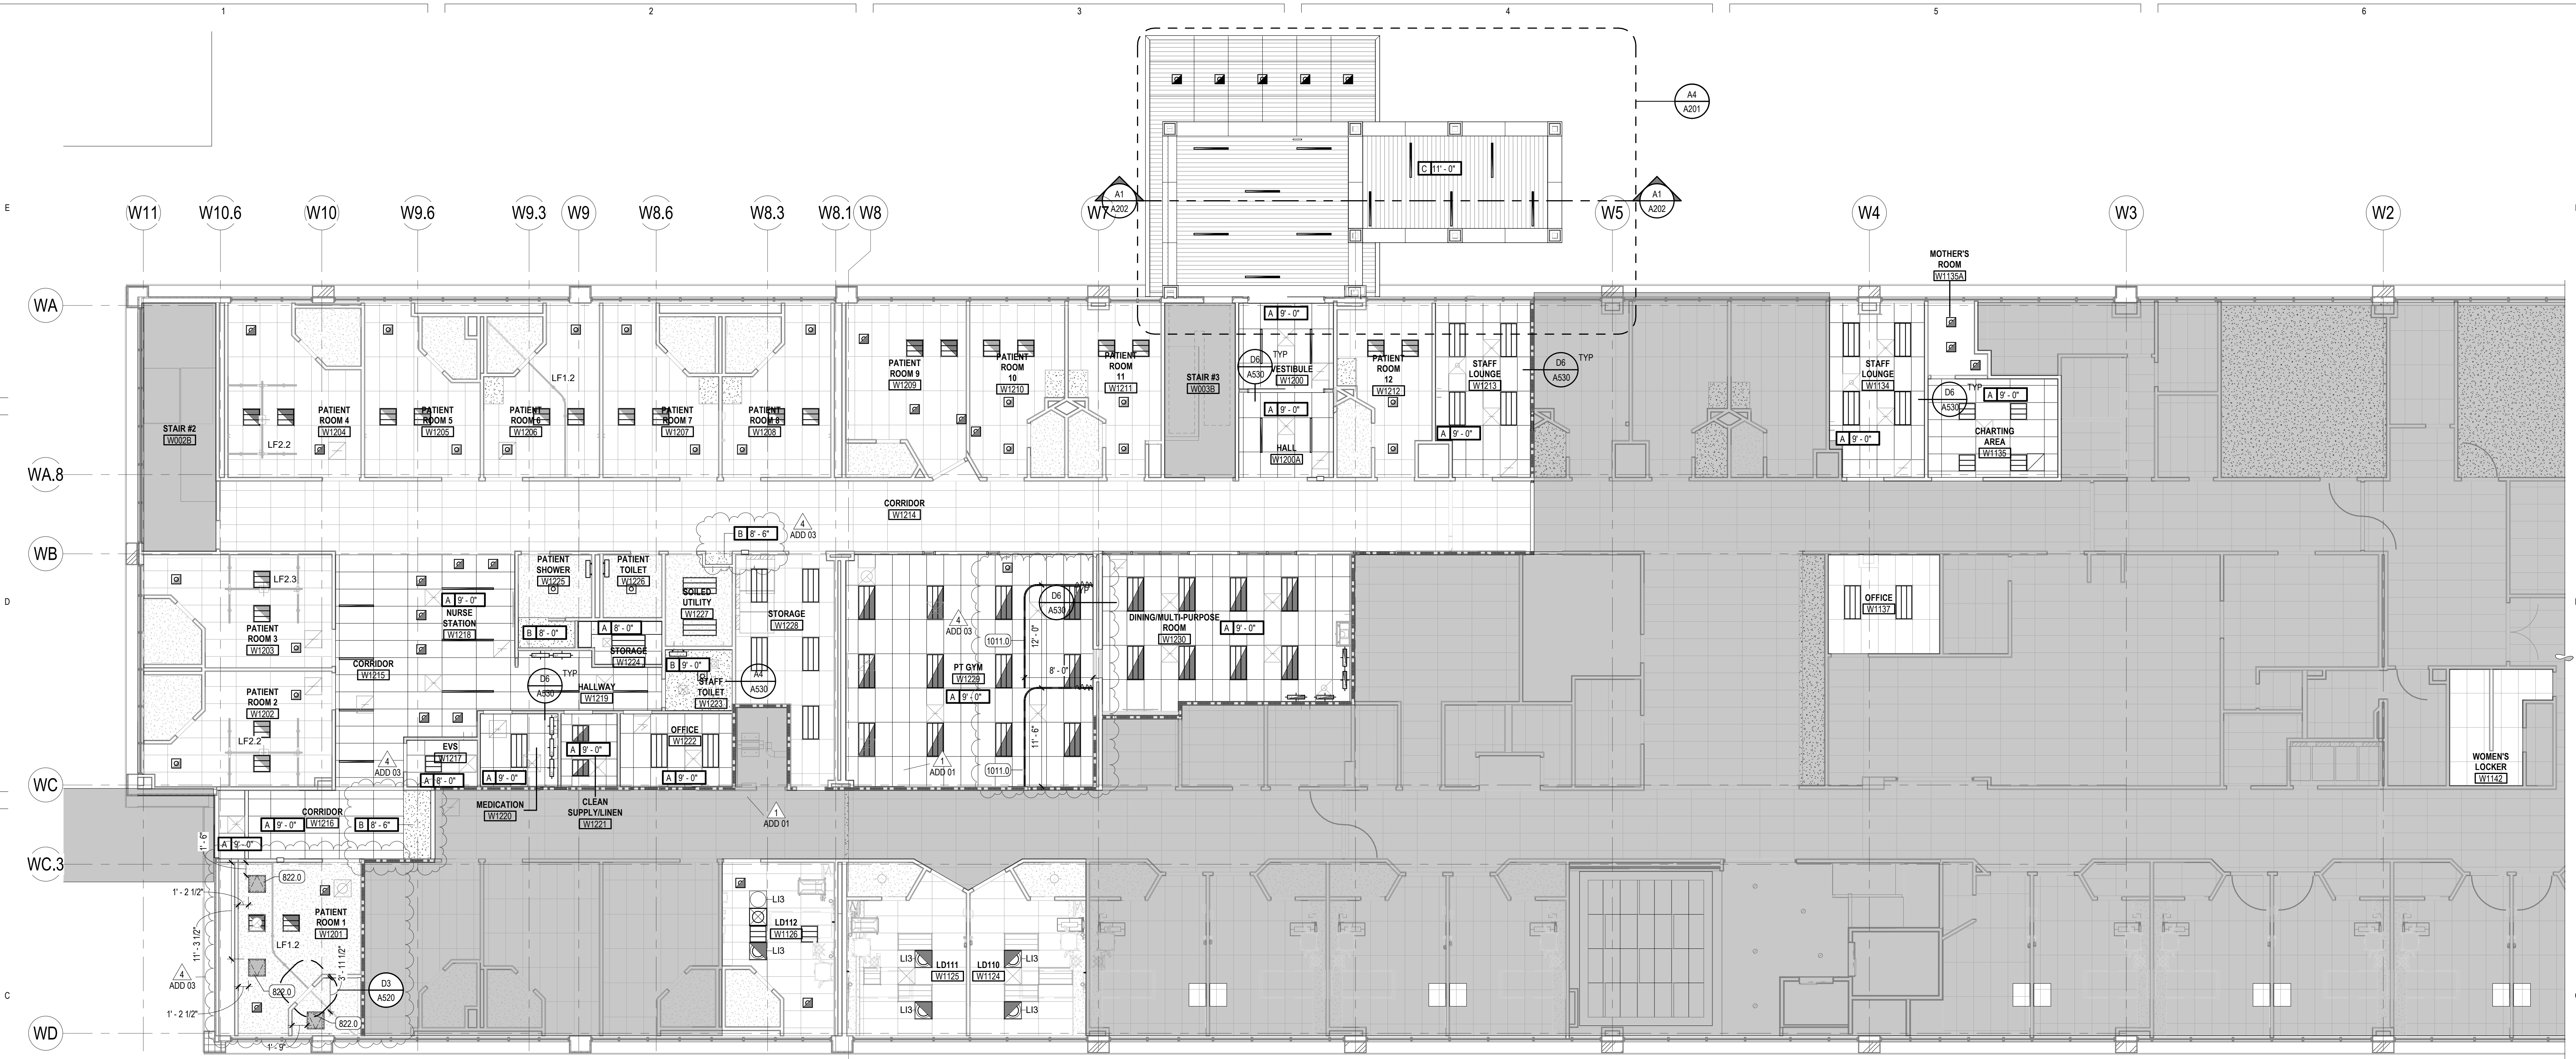 1
2
3
4
5
6
A4
A201
C 11' - 0"
E
A1
A202
A1
A202
W11
W10.6
W10
W9.6
W9.3
W9
W8.6
W8.3
W8.1
W8
W7
W5
W4
W3
W2
MOTHER'S
ROOM
W1135A
WA
A 9' - 0"
D6
A530
TYP
VESTIBULE
W1200
PATIENT
ROOM 9
W1209
PATIENT
ROOM
10
W1210
PATIENT
ROOM
11
W1211
STAIR #3
W003B
PATIENT
ROOM
12
W1212
STAFF
LOUNGE
W1213
D6
A530
TYP
STAFF
LOUNGE
W1134
D6
A530
TYP
A 9' - 0"
LF1.2
A 9' - 0"
STAIR #2
W002B
PATIENT
ROOM 4
W1204
PATIENT
ROOM 5
W1205
PATIENT
ROOM 6
W1206
PATIENT
ROOM 7
W1207
PATIENT
ROOM 8
W1208
LF2.2
HALL
W1200A
A 9' - 0"
A 9' - 0"
CHARTING
AREA
W1135
WA.8
CORRIDOR
W1214
B 8' - 6"
4
ADD 03
WB
LF2.3
PATIENT
SHOWER
W1225
PATIENT
TOILET
W1226
SOILED
UTILITY
W1227
STORAGE
W1228
D
A 9' - 0"
NURSE
STATION
W1218
B 8' - 0"
A 8' - 0"
STORAGE
W1224
PATIENT
ROOM 3
W1203
CORRIDOR
W1215
4
ADD 03
1011.0
12' - 0"
D6
A530
TYP
DINING/MULTI-PURPOSE
ROOM
W1230
A 9' - 0"
OFFICE
W1137
B 9' - 0"
D6
A530
TYP
HALLWAY
W1219
STAFF
TOILET
W1223
A4
A530
PT GYM
W1229
A 9' - 0"
8' - 0"
PATIENT
ROOM 2
W1202
LF2.2
EVS
W1217
A 8' - 0"
OFFICE
W1222
A 9' - 0"
A 9' - 0"
A 9' - 0"
4
ADD 03
1
ADD 01
1011.0
11' - 6"
WOMEN'S
LOCKER
W1142
WC
MEDICATION
W1220
CLEAN
SUPPLY/LINEN
W1221
1
ADD 01
CORRIDOR
W1216
A 9' - 0"
B 8' - 6"
A 9' - 0"
1' - 6"
WC.3
822.0
1' - 2 1/2"
PATIENT
ROOM 1
W1201
11' - 3 1/2"
LF1.2
3' - 11 1/2"
LI3
LD112
W1126
LI3
LI3
LD111
W1125
LD110
W1124
LI3
4
ADD 03
822.0
D3
A520
C
1' - 2 1/2"
822.0
LI3
LI3
WD
1' - 9"